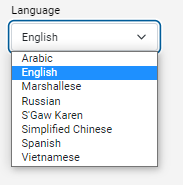 Language
English
Arabic
English
Marshallese
Russian
S'Gaw Karen
Simplified Chinese
Spanish
Vietnamese